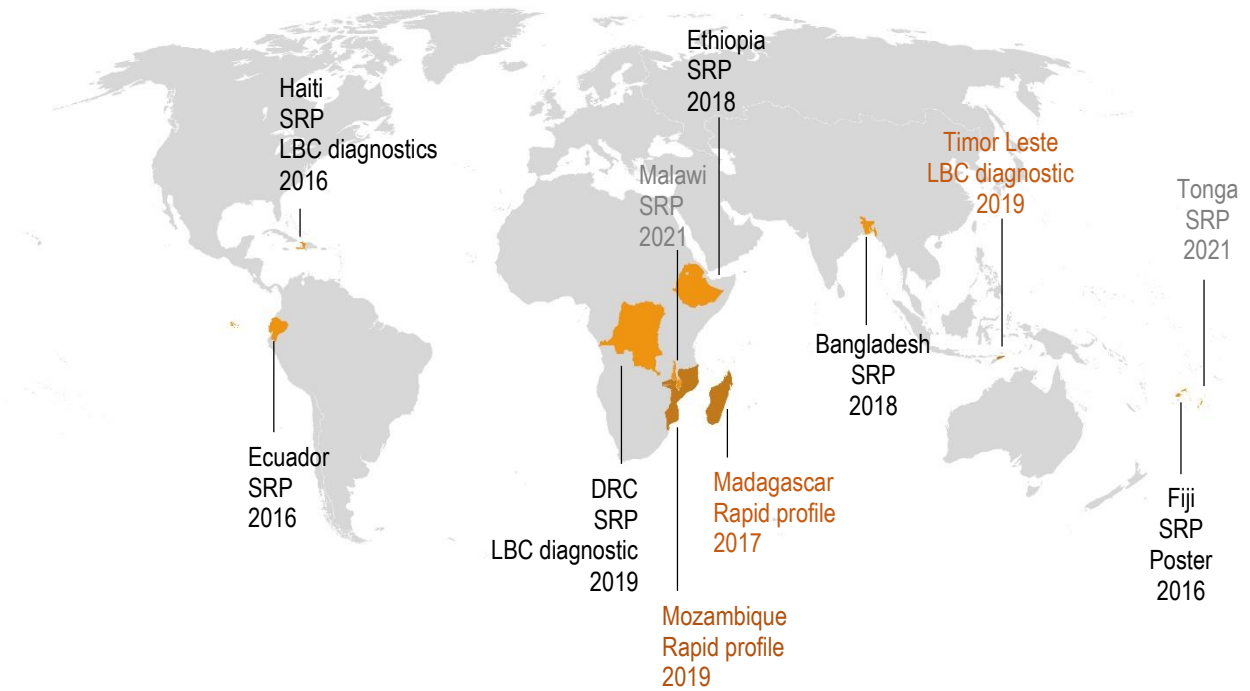 Ethiopia
SRP
2018
Haiti
SRP
LBC diagnostics
2016
Timor Leste
LBC diagnostic
2019
Malawi
SRP
2021
Tonga
SRP
2021
Bangladesh
SRP
2018
Ecuador
SRP
2016
DRC
SRP
LBC diagnostic
2019
Madagascar
Rapid profile
2017
Fiji
SRP
Poster
2016
Mozambique
Rapid profile
2019